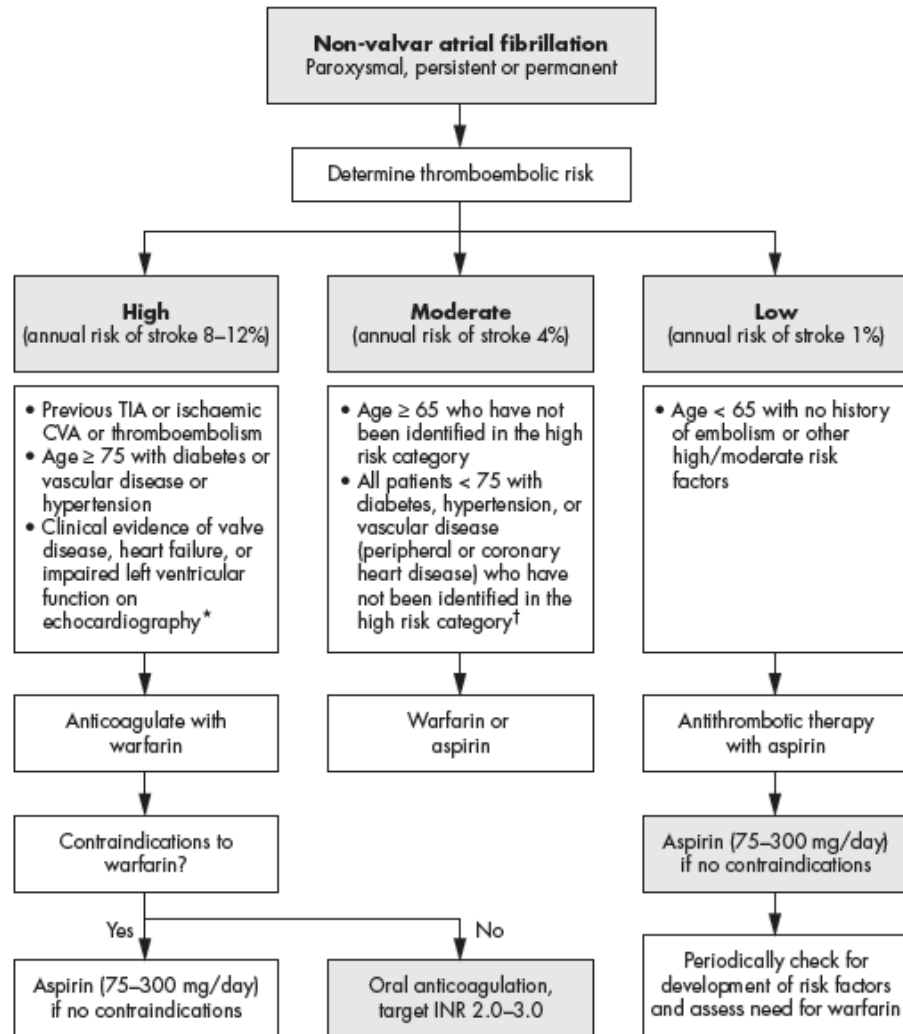 Non-valvar atrial fibrillation
Paroxysmal, persistent or permanent
Determine thromboembolic risk
High
(annual risk of stroke 8–12%)
Moderate
(annual risk of stroke 4%)
Low
(annual risk of stroke 1%)
• Previous TIA or ischaemic
CVA or thromboembolism
• Age ≥ 75 with diabetes or
vascular disease or
hypertension
• Clinical evidence of valve
disease, heart failure, or
impaired left ventricular
function on
echocardiography*
• Age ≥ 65 who have not
been identified in the high
risk category
• All patients < 75 with
diabetes, hypertension, or
vascular disease
(peripheral or coronary
heart disease) who have
not been identified in the
high risk category†
• Age < 65 with no history
of embolism or other
high/moderate risk
factors
Anticoagulate with
warfarin
Warfarin or
aspirin
Antithrombotic therapy
with aspirin
Contraindications to
warfarin?
Aspirin (75–300 mg/day)
if no contraindications
Yes
No
Aspirin (75–300 mg/day)
if no contraindications
Oral anticoagulation,
target INR 2.0–3.0
Periodically check for
development of risk factors
and assess need for warfarin